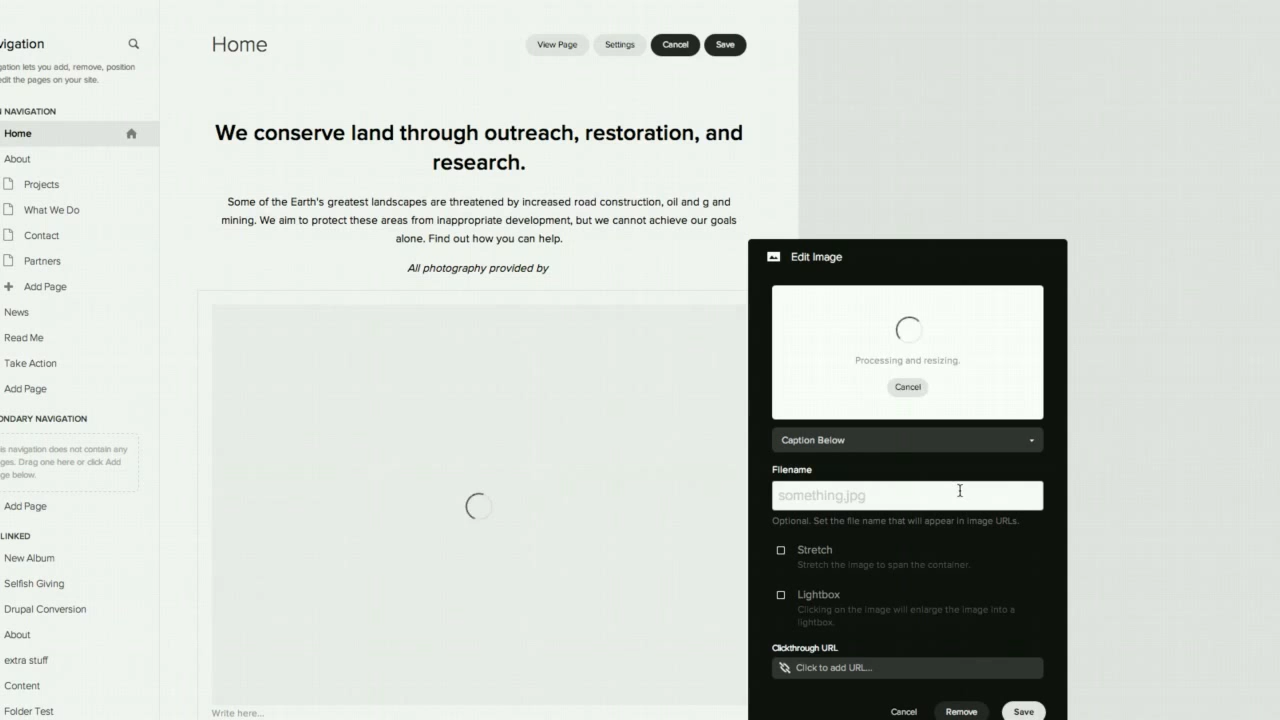 vigation
gation lets you add, remove, position
edit the pages on your site.
NAVIGATION
Home
About
Projects
What We Do
Contact
Partners
Add Page
News
Read Me
Take Action
Add Page
ONDARY NAVIGATION
is navigation does not contain any
ges. Drag one here or click Add
ge below.
Add Page
LINKED
New Album
Selfish Giving
Drupal Conversion
About
extra stuff
Content
Folder Test
Home
View Page
Settings
Cancel
Save
We conserve land through outreach, restoration, and
research.
Some of the Earth's greatest landscapes are threatened by increased road construction, oil and g and
mining. We aim to protect these areas from inappropriate development, but we cannot achieve our goals
alone. Find out how you can help.
All photography provided by
Write here...
Edit Image
Processing and resizing.
Cancel
Caption Below
Filename
something.jpg
Optional. Set the file name that will appear in image URLs.
Stretch
Stretch the image to span the container.
Lightbox
Clicking on the image will enlarge the image into a
lightbox.
Clickthrough URL
Click to add URL...
Cancel
Remove
Save